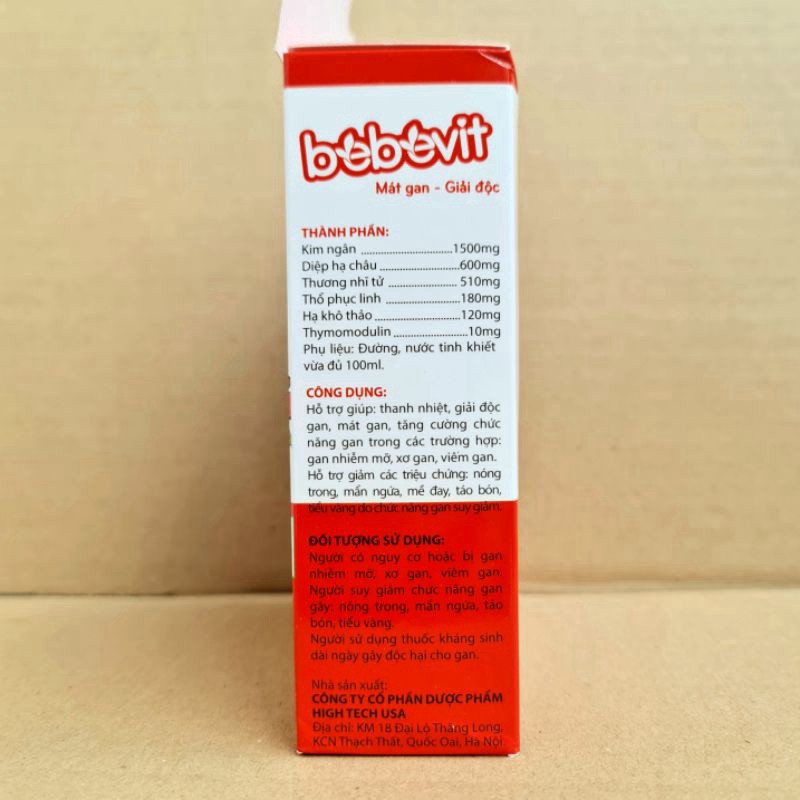 bebevit
Mát gan - Giải độc
THÀNH PHẦN:
Kim ngân ............................1500mg
Diệp hạ châu ........................600mg
Thương nhĩ tử ..................... 510mg
Thổ phục linh .......................180mg
Hạ khô thảo..........................120mg
Thymomodulin .......................10mg
Phụ liệu: Đường, nước tinh khiết
vừa đủ 100ml.
CÔNG DỤNG:
Hỗ trợ giúp: thanh nhiệt, giải độc
gan, mát gan, tăng cường chức
năng gan trong các trường hợp:
gan nhiễm mỡ, xơ gan, viêm gan.
Hỗ trợ giảm các triệu chứng: nóng
trong, mẩn ngứa, mề đay, táo bón,
tiểu vàng do chức năng gan suy giảm.
ĐỐI TƯỢNG SỬ DỤNG:
Người có nguy cơ hoặc bị gan
nhiễm mỡ, xơ gan, viêm gan.
Người suy giảm chức năng gan
gây: nóng trong, mẩn ngứa, táo
bón, tiểu vàng.
Người sử dụng thuốc kháng sinh
dài ngày gây độc hại cho gan.
Nhà sản xuất:
CÔNG TY CỔ PHẦN DƯỢC PHẨM
HIGH TECH USA
Địa chỉ: KM 18 Đại Lộ Thăng Long,
KCN Thạch Thất, Quốc Oai, Hà Nội